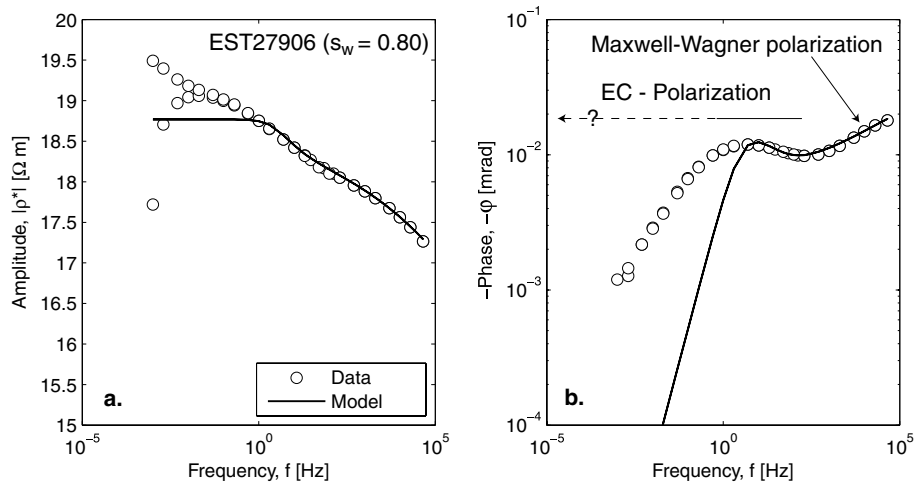 20
19.5
19
18.5
18
17.5
17
16.5
16
15.5
15
Amplitude, |ρ*| [Ω m]
EST27906 (s_w = 0.80)
Data
Model
a.
10^-5
10^0
10^5
Frequency, f [Hz]
10^-1
10^-2
10^-3
10^-4
−Phase, −φ [mrad]
Maxwell-Wagner polarization
EC - Polarization
?
b.
10^-5
10^0
10^5
Frequency, f [Hz]